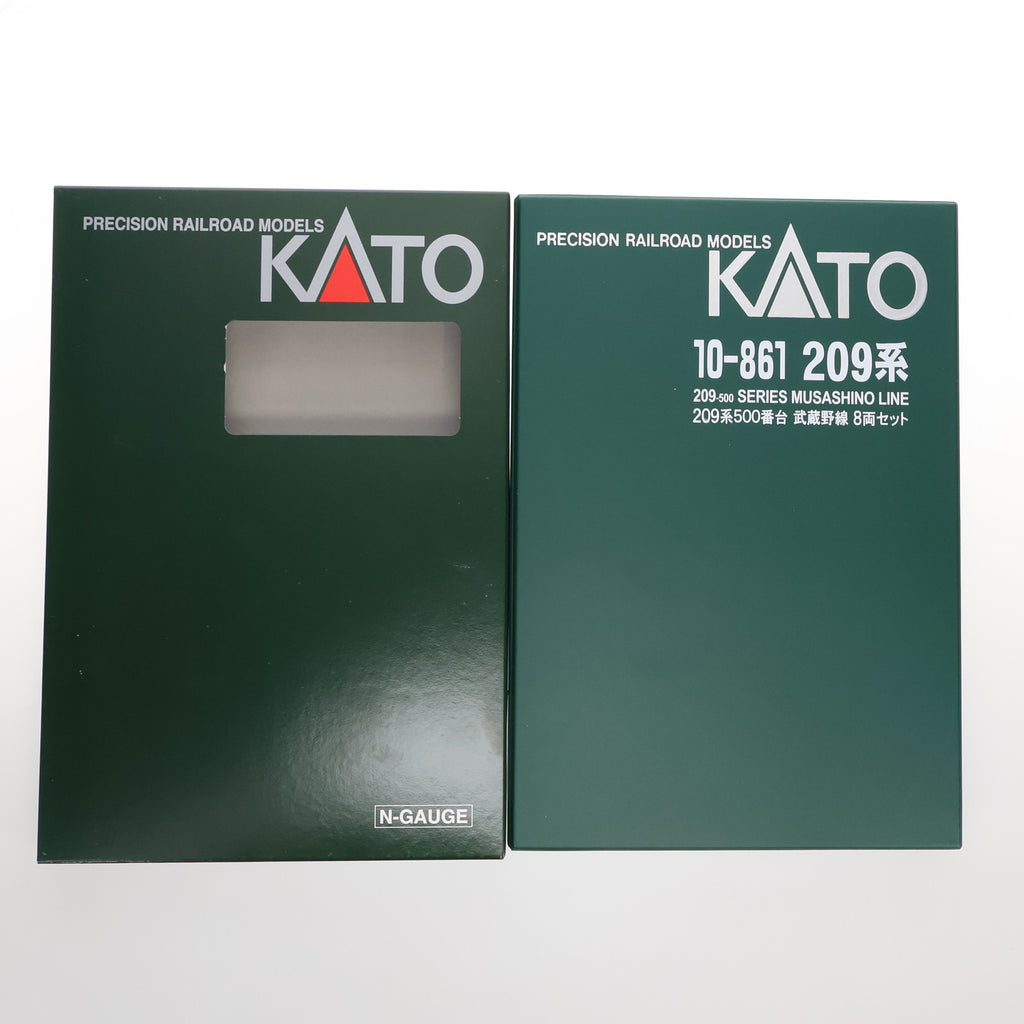 PRECISION RAILROAD MODELS
KATO
N-GAUGE
PRECISION RAILROAD MODELS
KATO
10-861 209系
209-500 SERIES MUSASHINO LINE
209系500番台 武蔵野線 8両セット